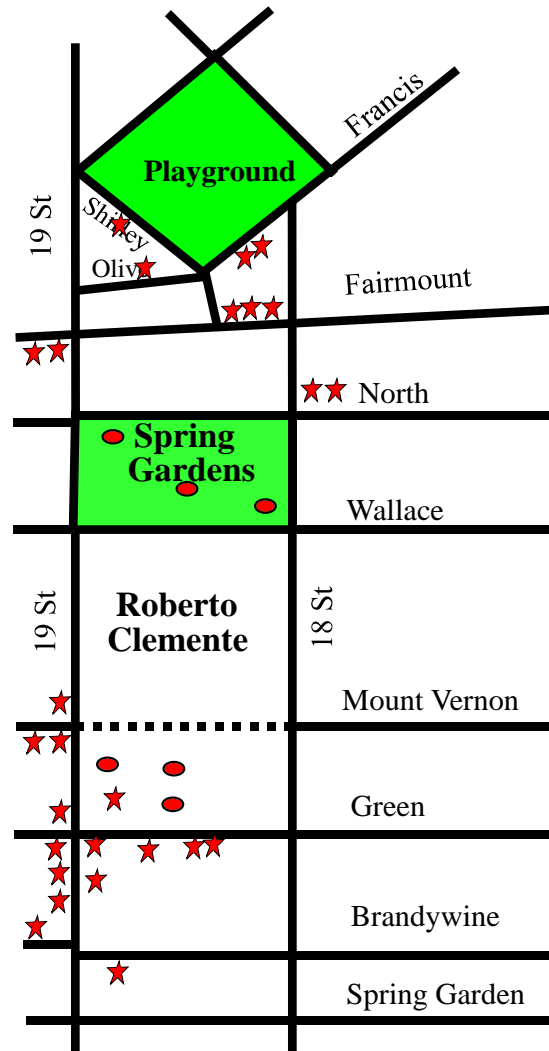 Francis
Playground
Shirley
19 St
Oliv
Fairmount
North
Spring
Gardens
Wallace
19 St
Roberto
Clemente
18 St
Mount Vernon
Green
Brandywine
Spring Garden